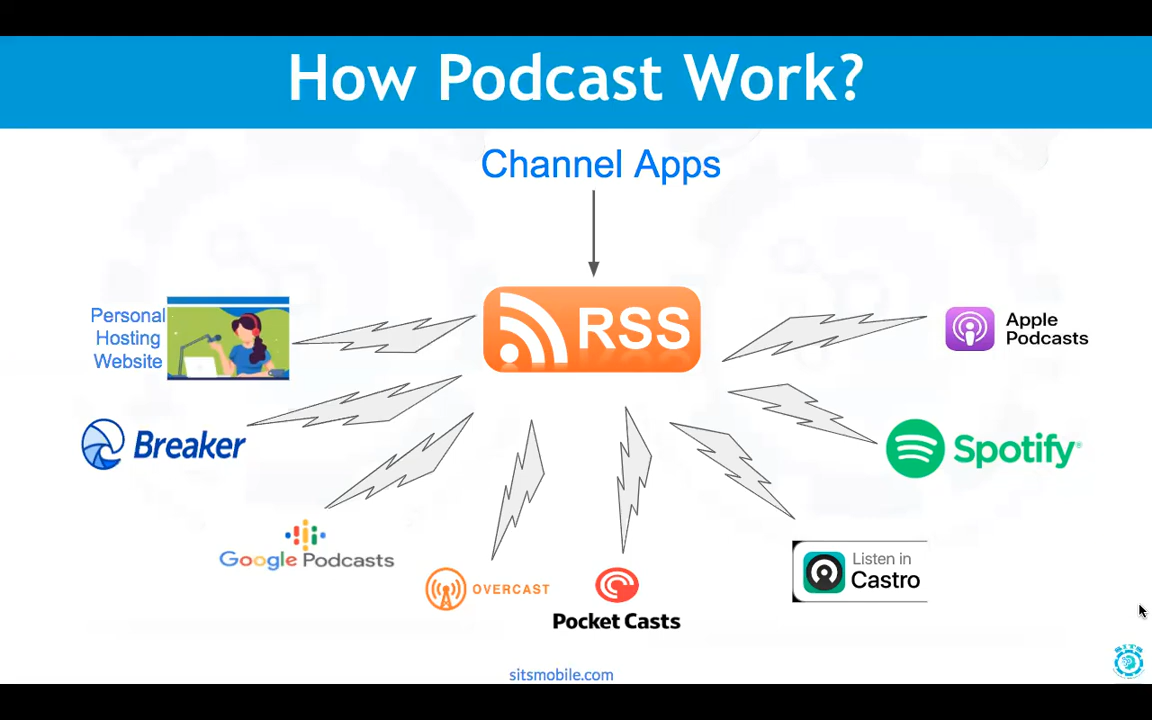 How Podcast Work?
Channel Apps
RSS
Personal
Hosting
Website
Apple
Podcasts
Breaker
Spotify
Google Podcasts
OVERCAST
Pocket Casts
Listen in
Castro
sitsmobile.com
SITS